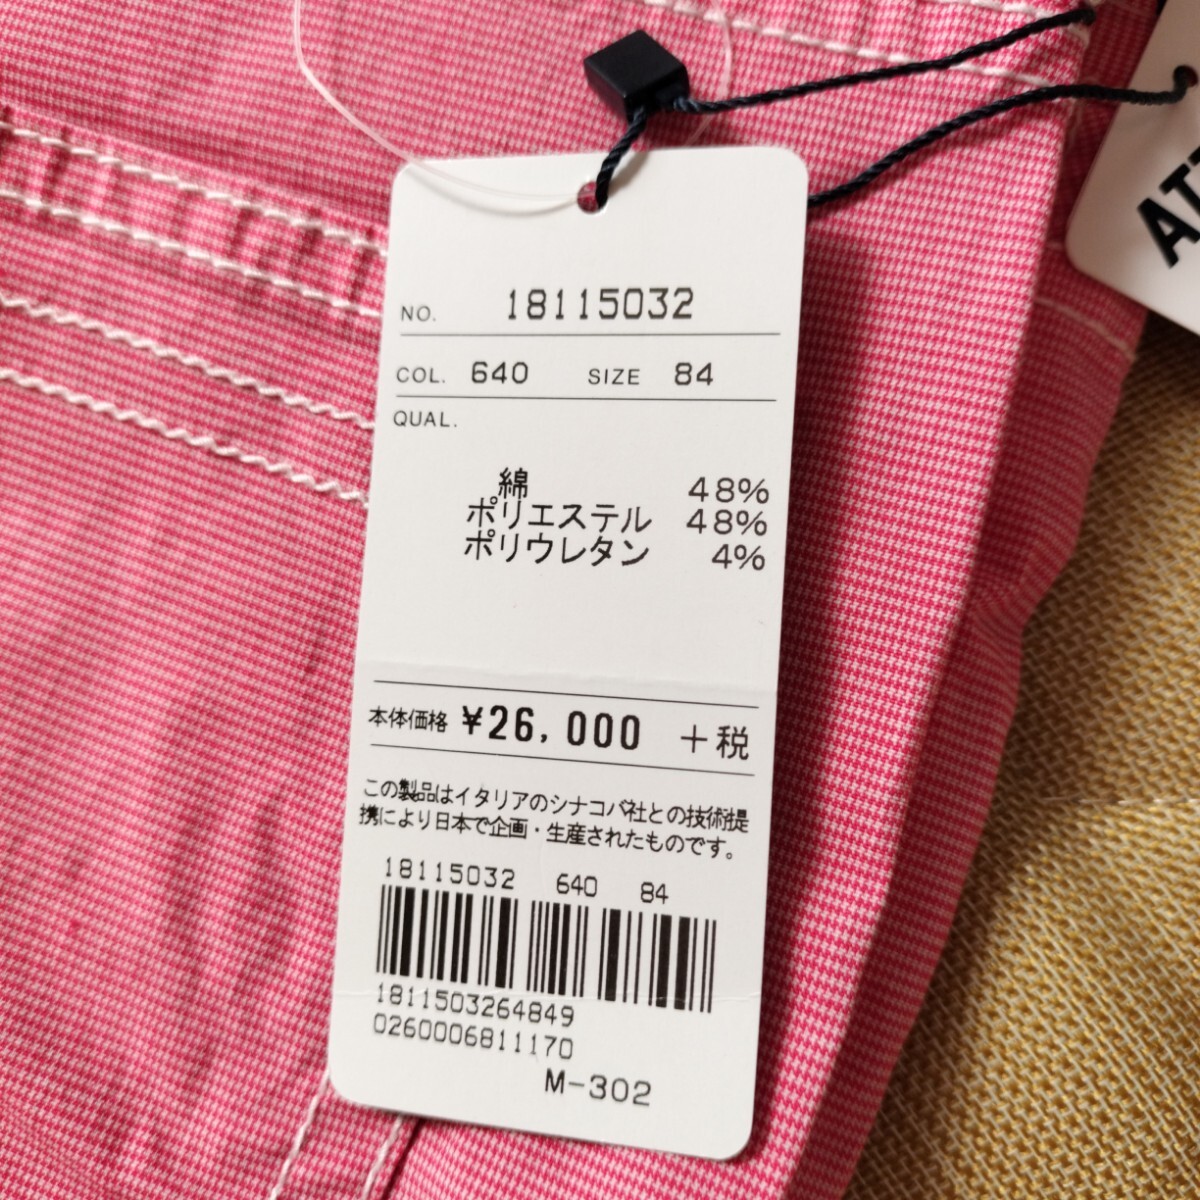 NO. 18115032
COL. 640 SIZE 84
QUAL.
綿 48%
ポリエステル 48%
ポリウレタン 4%
本体価格 ¥26,000 +税
この製品はイタリアのシナコバ社との技術提
携により日本で企画・生産されたものです。
18115032 640 84
1811503264849
0260006811170
M-302